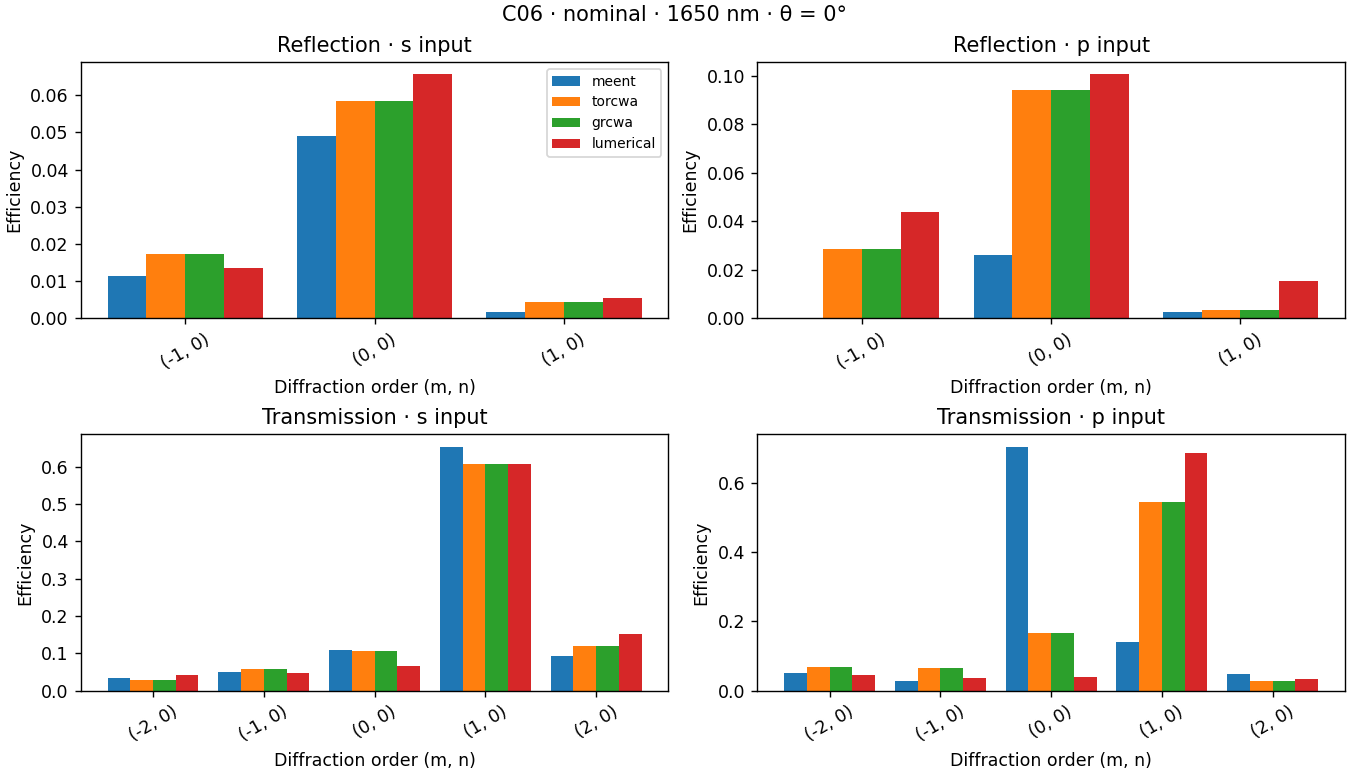 C06 · nominal · 1650 nm · θ = 0°
Reflection · s input
Efficiency
0.06
0.05
0.04
0.03
0.02
0.01
0.00
meent
torcwa
grcwa
lumerical
(-1, 0)
(0, 0)
(1, 0)
Diffraction order (m, n)
Reflection · p input
Efficiency
0.10
0.08
0.06
0.04
0.02
0.00
(-1, 0)
(0, 0)
(1, 0)
Diffraction order (m, n)
Transmission · s input
Efficiency
0.6
0.5
0.4
0.3
0.2
0.1
0.0
(-2, 0)
(-1, 0)
(0, 0)
(1, 0)
(2, 0)
Diffraction order (m, n)
Transmission · p input
Efficiency
0.6
0.4
0.2
0.0
(-2, 0)
(-1, 0)
(0, 0)
(1, 0)
(2, 0)
Diffraction order (m, n)